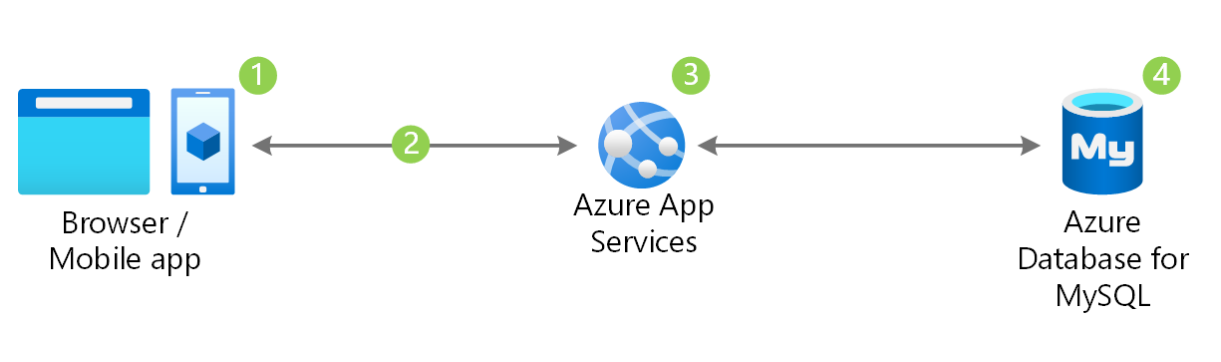 1
2
3
4
Browser /
Mobile app
Azure App
Services
My
Azure
Database for
MySQL